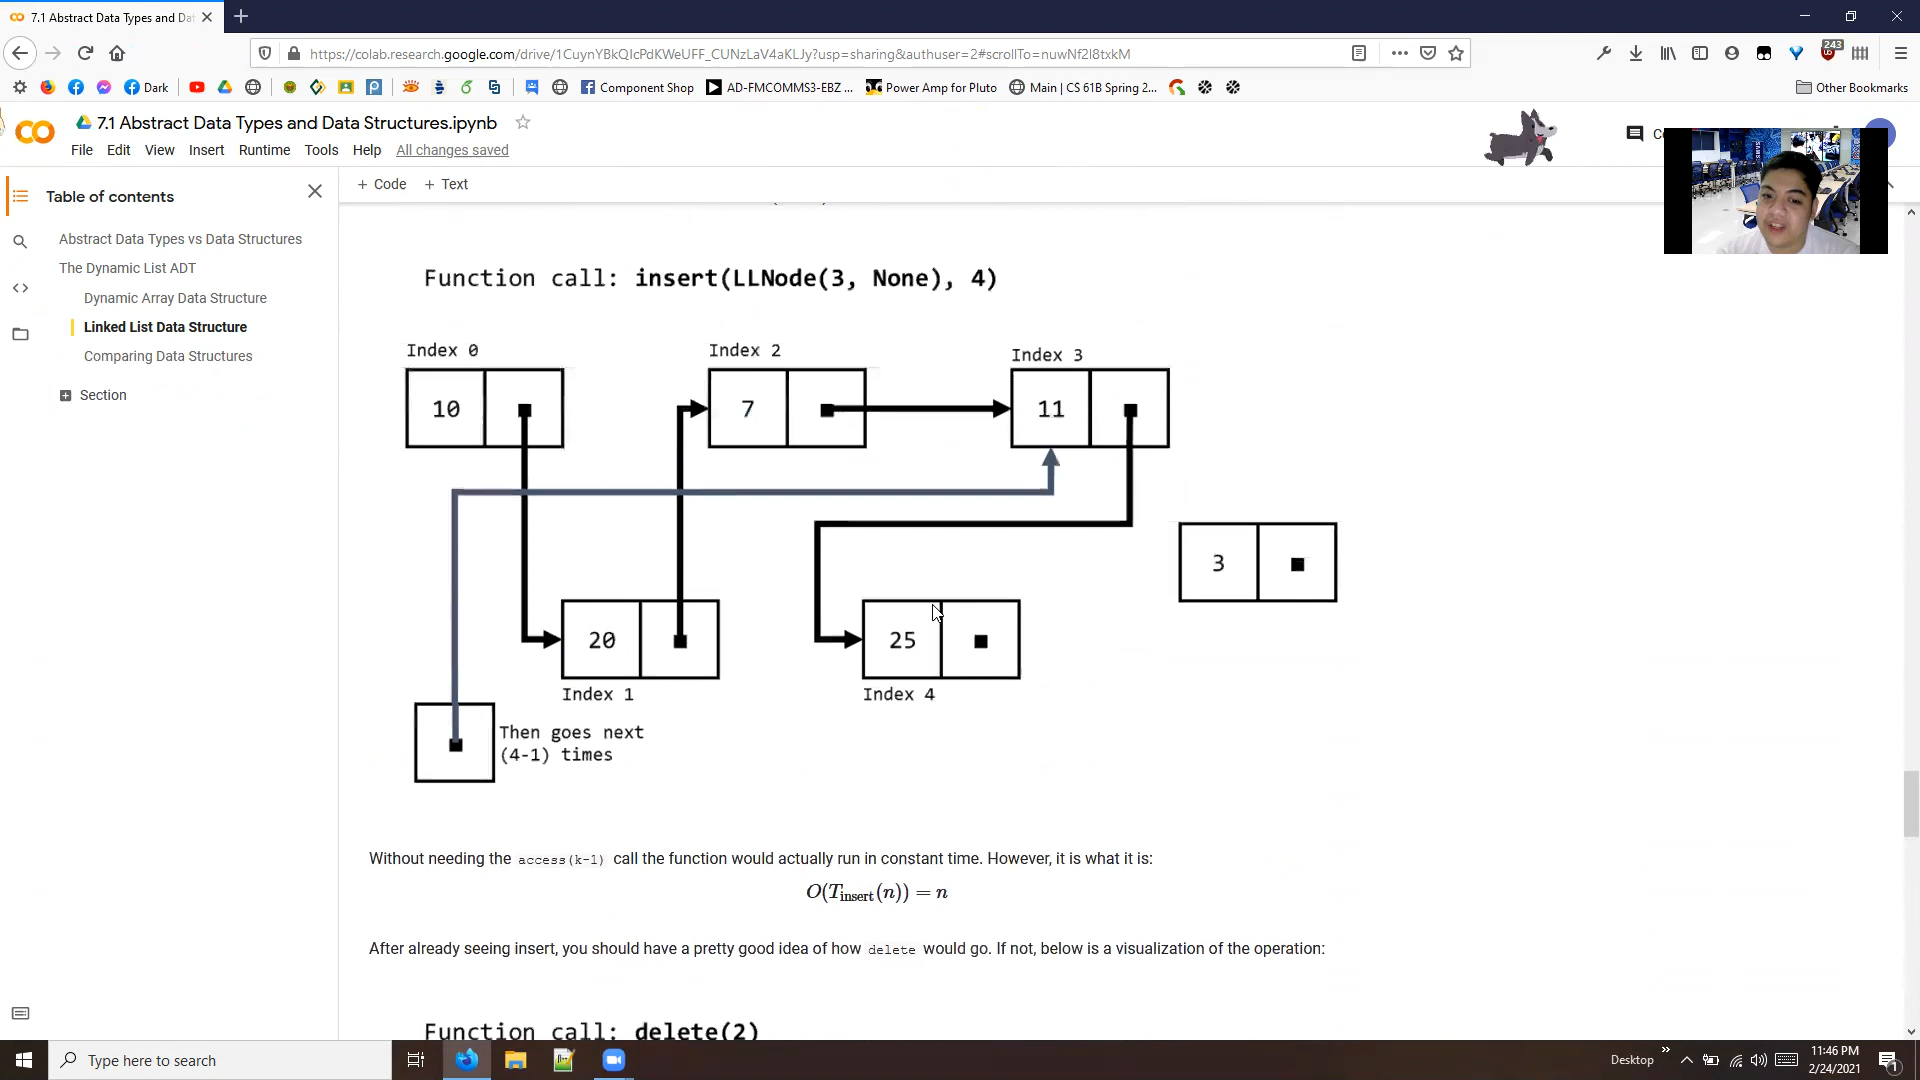 7.1 Abstract Data Types and Dat
https://colab.research.google.com/drive/1CuynYBkQJcPdKWeUFF_CUNzLaV4aKLJy?usp=sharing&authuser=2#scrollTo=nuwNf2l8txkM
243
Dark
Component Shop
AD-FMCOMMS3-EBZ ...
Power Amp for Pluto
Main | CS 61B Spring 2...
Other Bookmarks
7.1 Abstract Data Types and Data Structures.ipynb
File Edit View Insert Runtime Tools Help All changes saved
Table of contents
Abstract Data Types vs Data Structures
The Dynamic List ADT
Dynamic Array Data Structure
Linked List Data Structure
Comparing Data Structures
Section
+ Code + Text
Function call: insert(LLNode(3, None), 4)
Index 0
Index 2
Index 3
10
7
11
3
20
25
Index 1
Index 4
Then goes next
(4-1) times
Without needing the access(k-1) call the function would actually run in constant time. However, it is what it is:
O(T_insert(n)) = n
After already seeing insert, you should have a pretty good idea of how delete would go. If not, below is a visualization of the operation:
Function call: delete(2)
Type here to search
Desktop
11:46 PM
2/24/2021
1